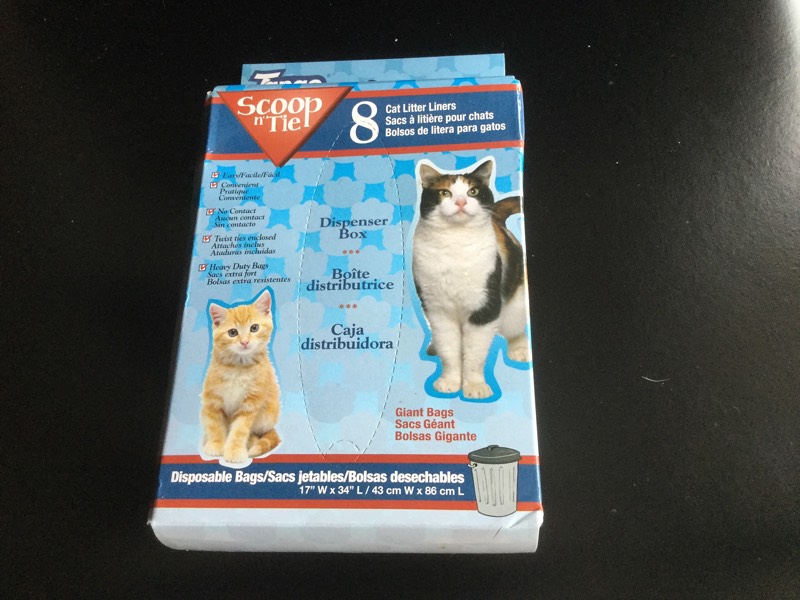 Tango
Scoop
n' Tie
8
Cat Litter Liners
Sacs à litière pour chats
Bolsos de litera para gatos
Easy/Facile/Fácil
Convenient
Pratique
Conveniente
No Contact
Aucun contact
Sin contacto
Twist ties enclosed
Attaches inclus
Ataduras incluidas
Heavy Duty Bags
Sacs extra fort
Bolsas extra resistentes
Dispenser
Box
Boîte
distributrice
Caja
distribuidora
Giant Bags
Sacs Géant
Bolsas Gigante
Disposable Bags/Sacs jetables/Bolsas desechables
17" W x 34" L / 43 cm W x 86 cm L